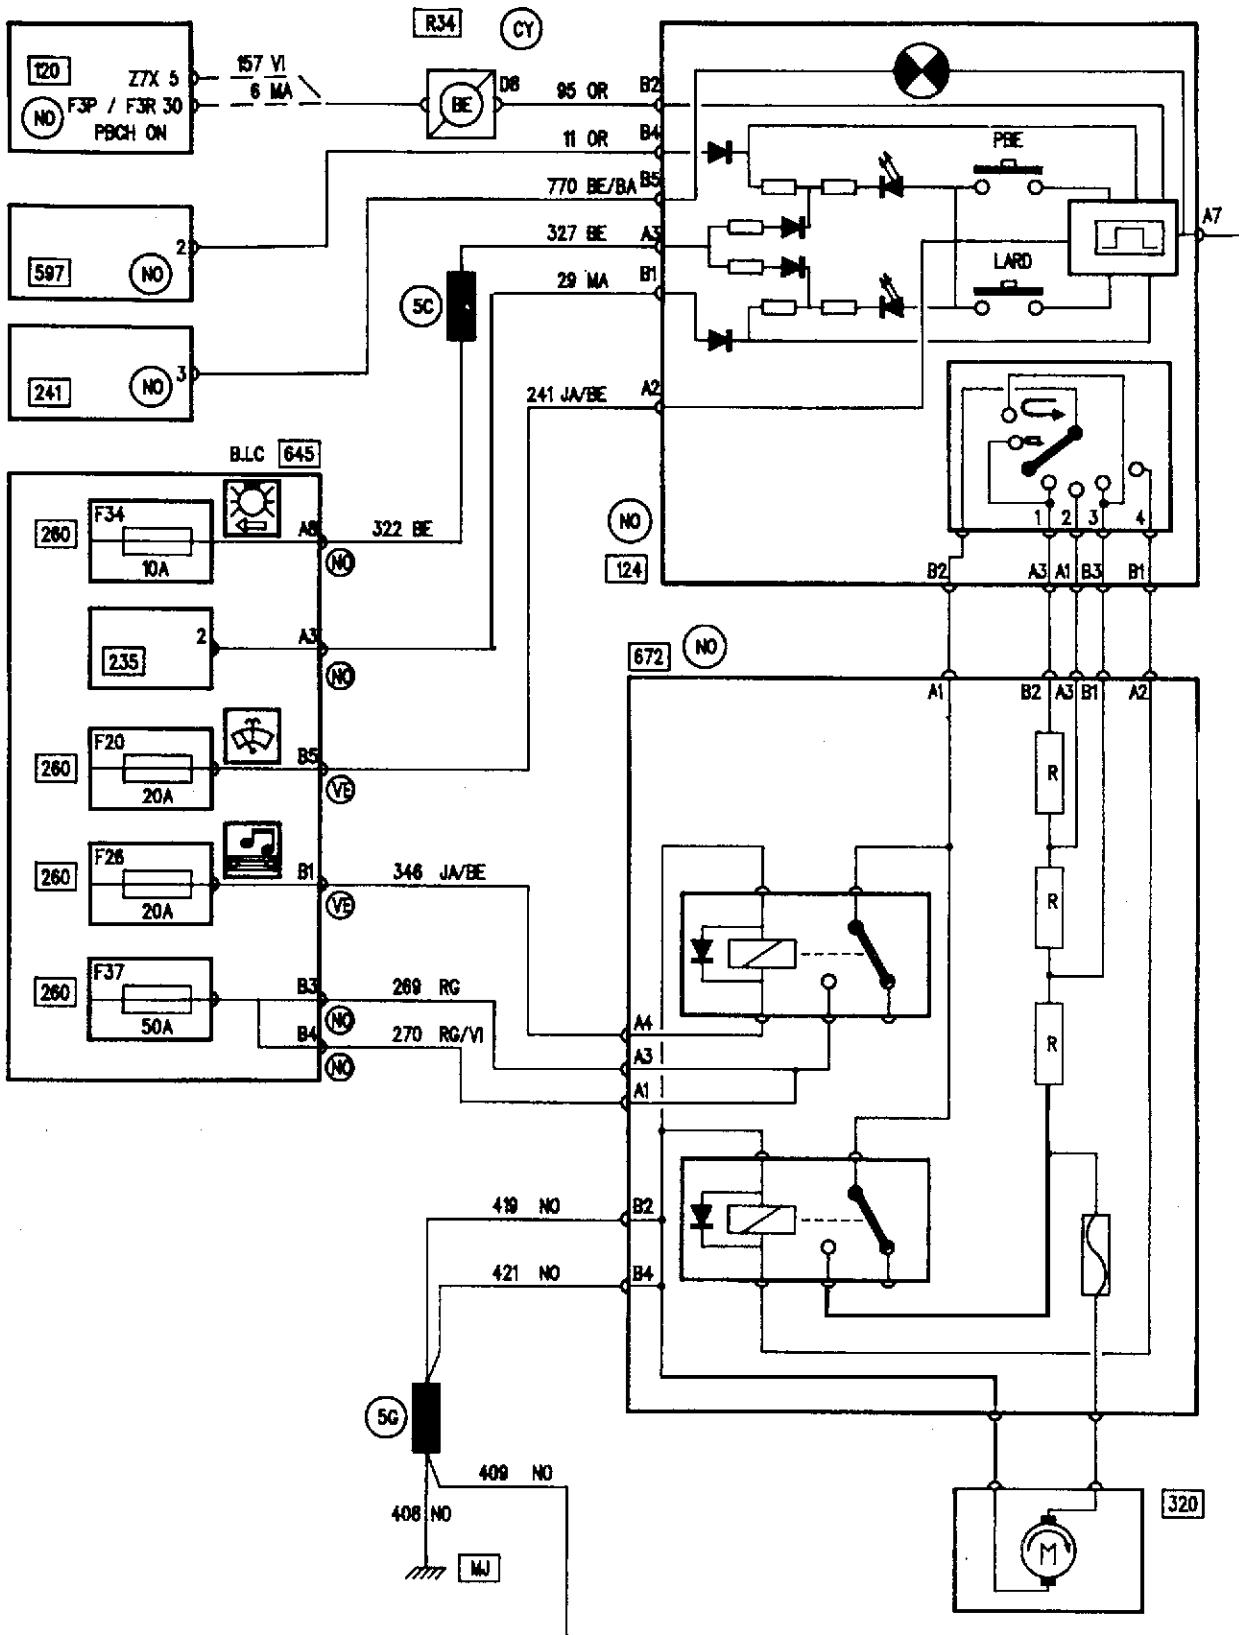 R34 CY
120 Z7X 5 157 VI
F3P / F3R 30 6 MA
NO PBCH ON
BE D8 95 OR B2
11 OR B4
770 BE/BA B5
327 BE A3
29 MA B1
PBE
LARD
A7
597 NO 2
241 NO 3
5C
241 JA/BE A2
B.I.C 645
260 F34 10A A8 NO 322 BE
235 2 A3 NO
260 F20 20A B5 VE
260 F26 20A B1 VE 346 JA/BE
260 F37 50A B3 NO 269 RG
B4 NO 270 RG/VI
NO
124
1 2 3 4
B2 A3 A1 B3 B1
672 NO
A1 B2 A3 B1 A2
R
R
R
A4
A3
A1
419 NO B2
421 NO B4
5G
409 NO
408 NO
MJ
320
M